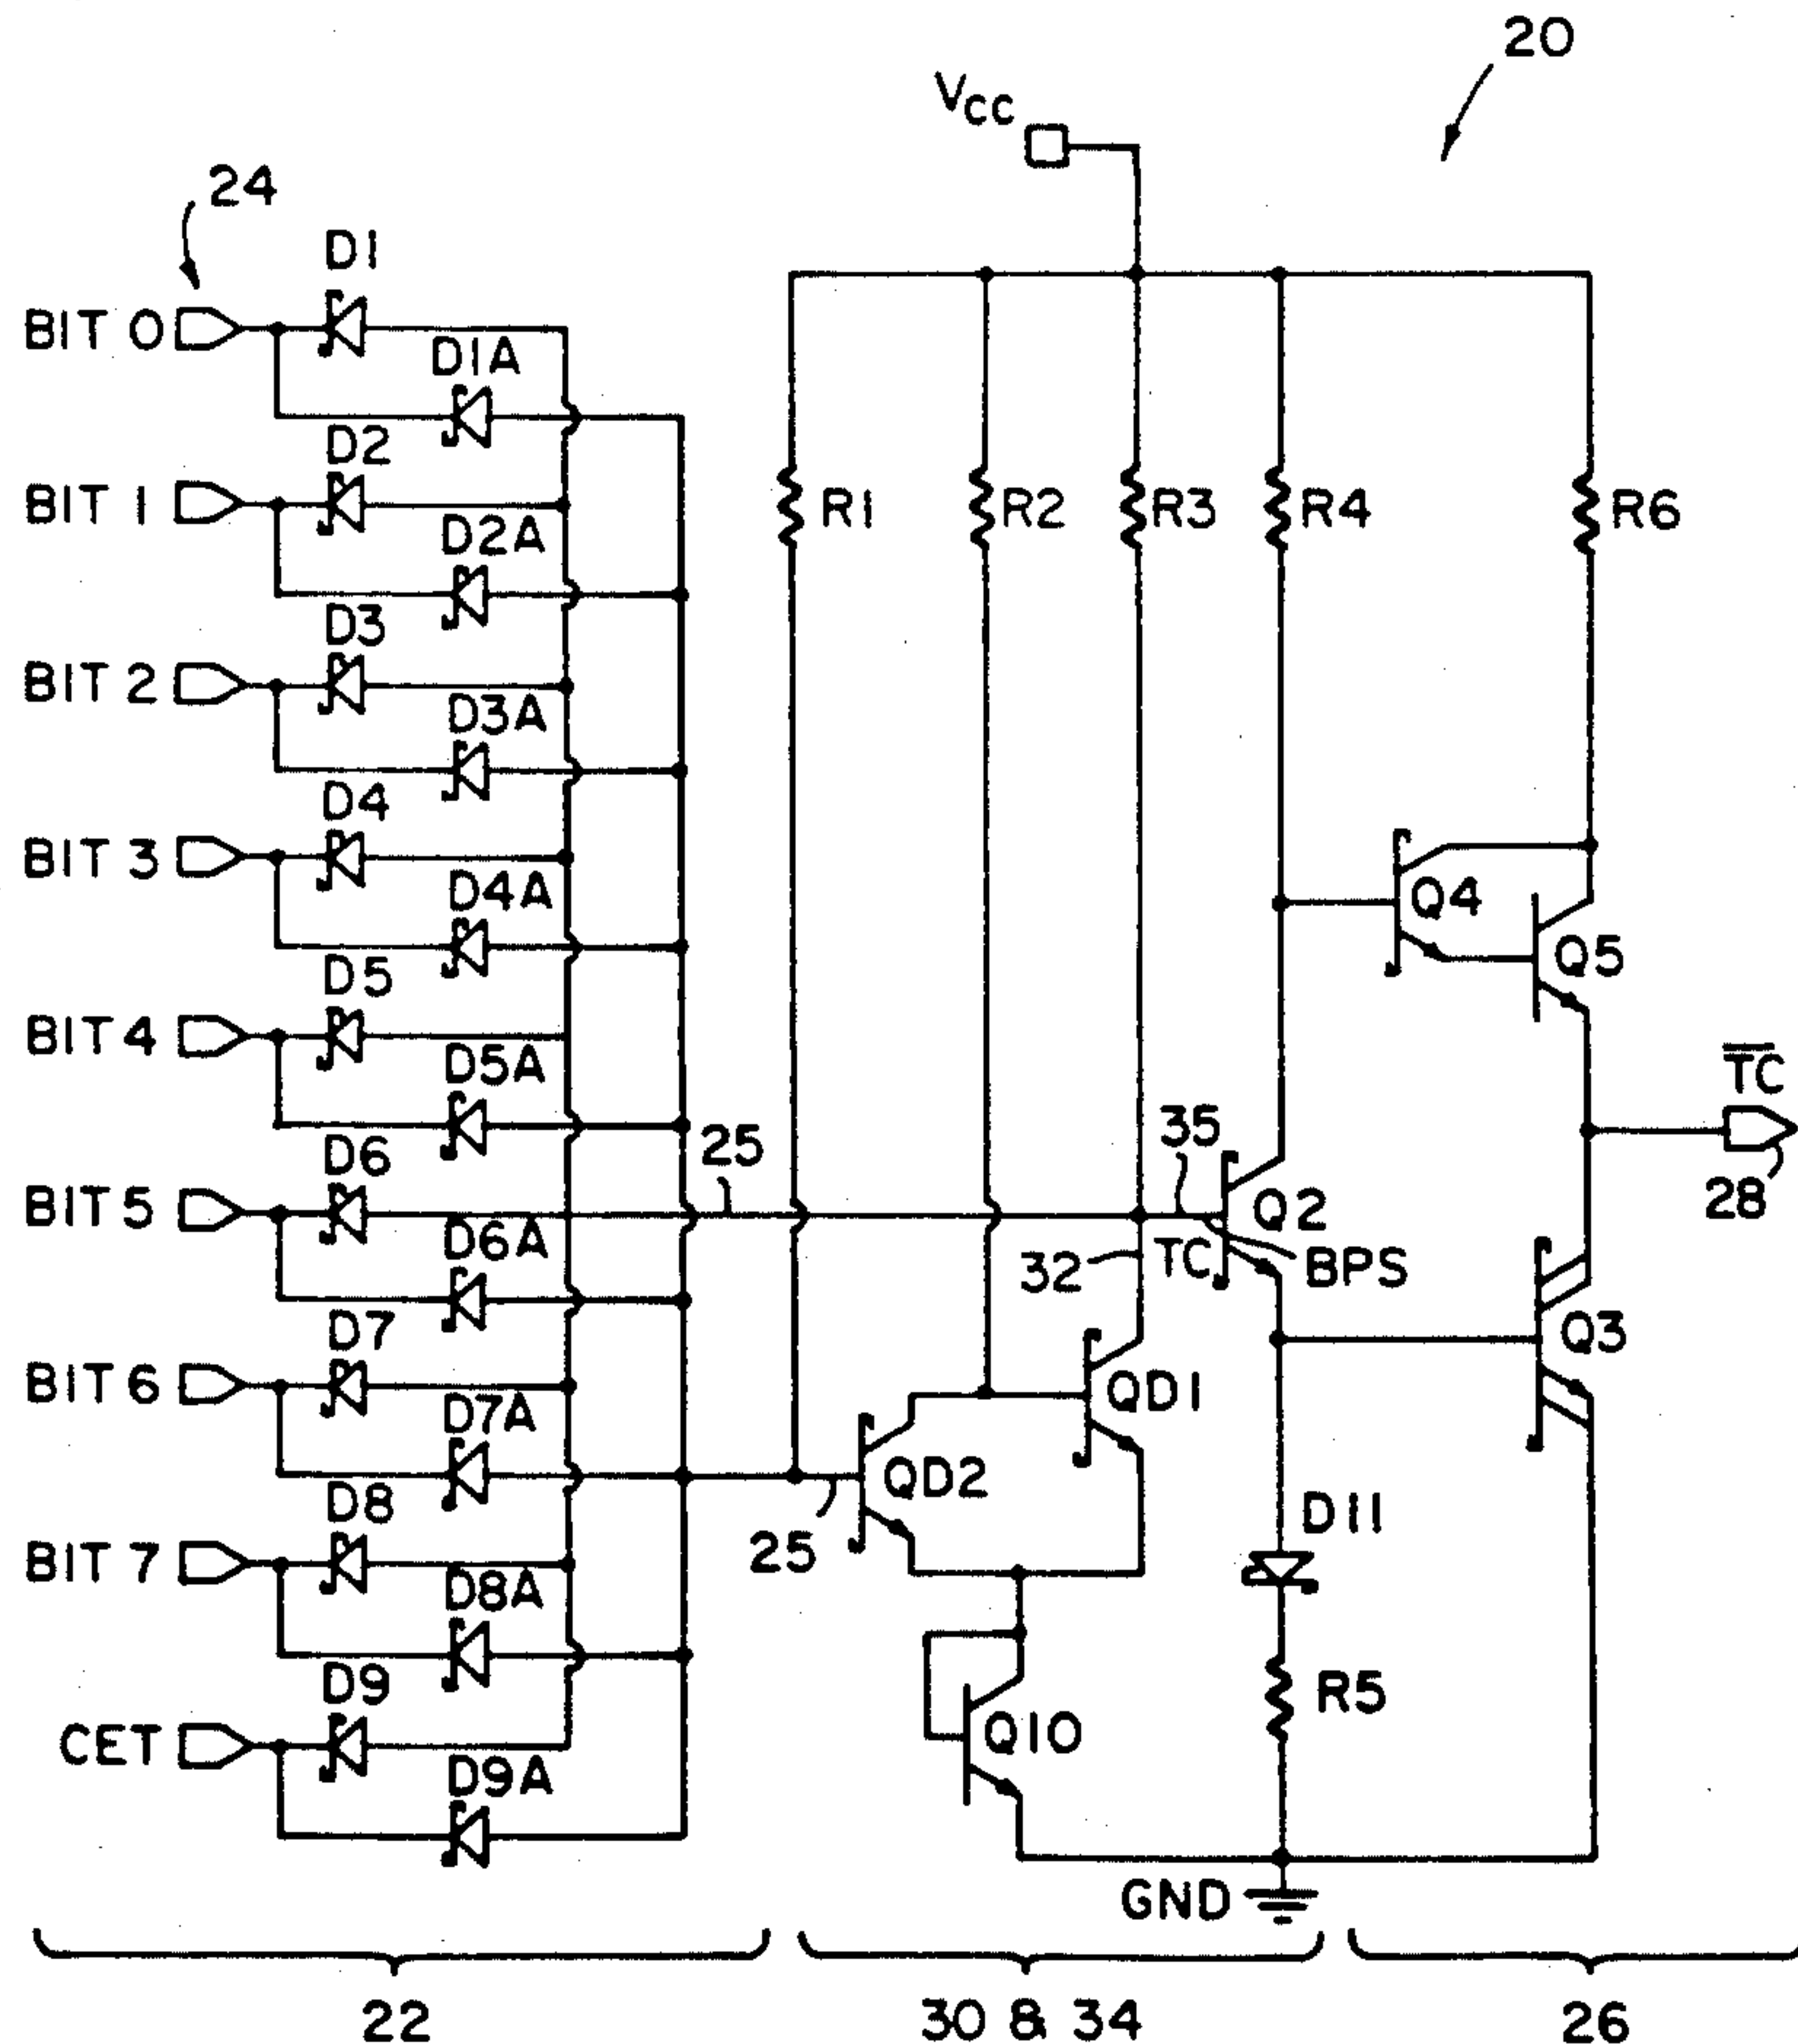 20
VCC
24
D1
BIT 0
D1A
D2
BIT 1
R1
R2
R3
R4
R6
D2A
D3
BIT 2
D3A
D4
BIT 3
D4A
Q4
Q5
D5
BIT 4
D5A
TC
25
35
D6
BIT 5
28
Q2
D6A
32
TC
BPS
D7
Q3
BIT 6
D7A
QD1
QD2
D8
D11
25
BIT 7
D8A
D9
R5
CET
Q10
D9A
GND
22
30 & 34
26